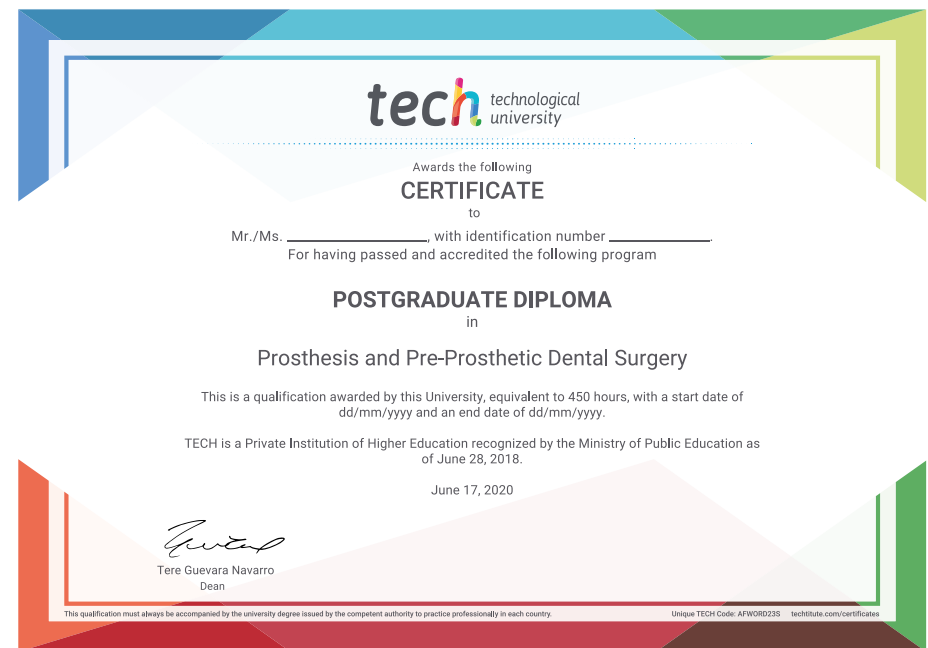 tech technological
university
Awards the following
CERTIFICATE
to
Mr./Ms. ____________________, with identification number ______________.
For having passed and accredited the following program
POSTGRADUATE DIPLOMA
in
Prosthesis and Pre-Prosthetic Dental Surgery
This is a qualification awarded by this University, equivalent to 450 hours, with a start date of
dd/mm/yyyy and an end date of dd/mm/yyyy.
TECH is a Private Institution of Higher Education recognized by the Ministry of Public Education as
of June 28, 2018.
June 17, 2020
Tere Guevara Navarro
Dean
This qualification must always be accompanied by the university degree issued by the competent authority to practice professionally in each country. Unique TECH Code: AFWORD23S techtitute.com/certificates